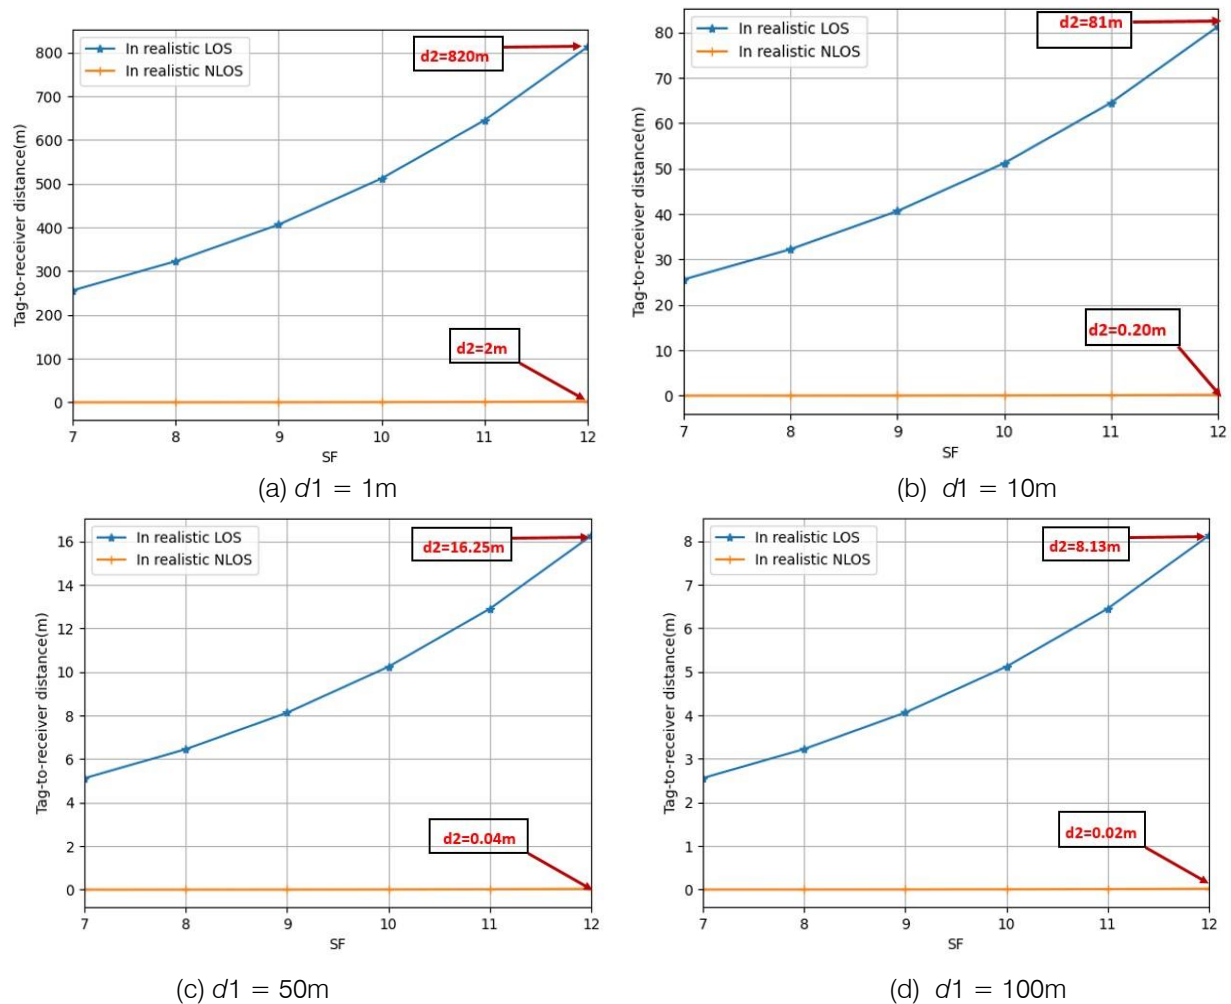 In realistic LOS
In realistic NLOS
d2=820m
d2=2m
800
700
600
500
400
300
200
100
0
Tag-to-receiver distance(m)
7 8 9 10 11 12
SF
(a) d1 = 1m
In realistic LOS
In realistic NLOS
d2=81m
d2=0.20m
80
70
60
50
40
30
20
10
0
Tag-to-receiver distance(m)
7 8 9 10 11 12
SF
(b) d1 = 10m
In realistic LOS
In realistic NLOS
d2=16.25m
d2=0.04m
16
14
12
10
8
6
4
2
0
Tag-to-receiver distance(m)
7 8 9 10 11 12
SF
(c) d1 = 50m
In realistic LOS
In realistic NLOS
d2=8.13m
d2=0.02m
8
7
6
5
4
3
2
1
0
Tag-to-receiver distance(m)
7 8 9 10 11 12
SF
(d) d1 = 100m